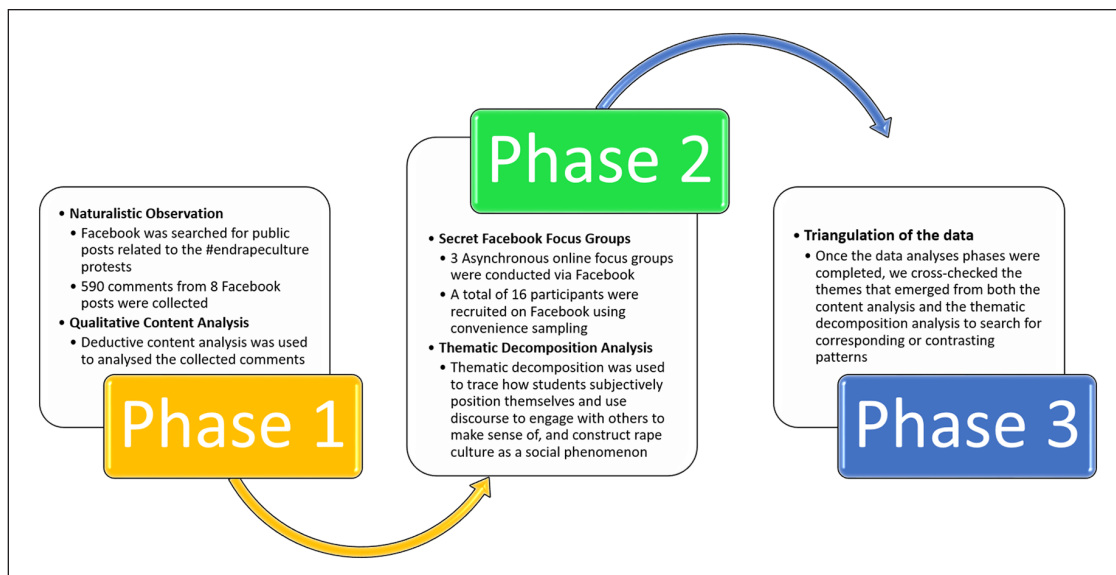 • Naturalistic Observation
• Facebook was searched for public
posts related to the #endrapeculture
protests
• 590 comments from 8 Facebook
posts were collected
• Qualitative Content Analysis
• Deductive content analysis was used
to analysed the collected comments
Phase 1
Phase 2
• Secret Facebook Focus Groups
• 3 Asynchronous online focus groups
were conducted via Facebook
• A total of 16 participants were
recruited on Facebook using
convenience sampling
• Thematic Decomposition Analysis
• Thematic decomposition was used
to trace how students subjectively
position themselves and use
discourse to engage with others to
make sense of, and construct rape
culture as a social phenomenon
• Triangulation of the data
• Once the data analyses phases were
completed, we cross-checked the
themes that emerged from both the
content analysis and the thematic
decomposition analysis to search for
corresponding or contrasting
patterns
Phase 3